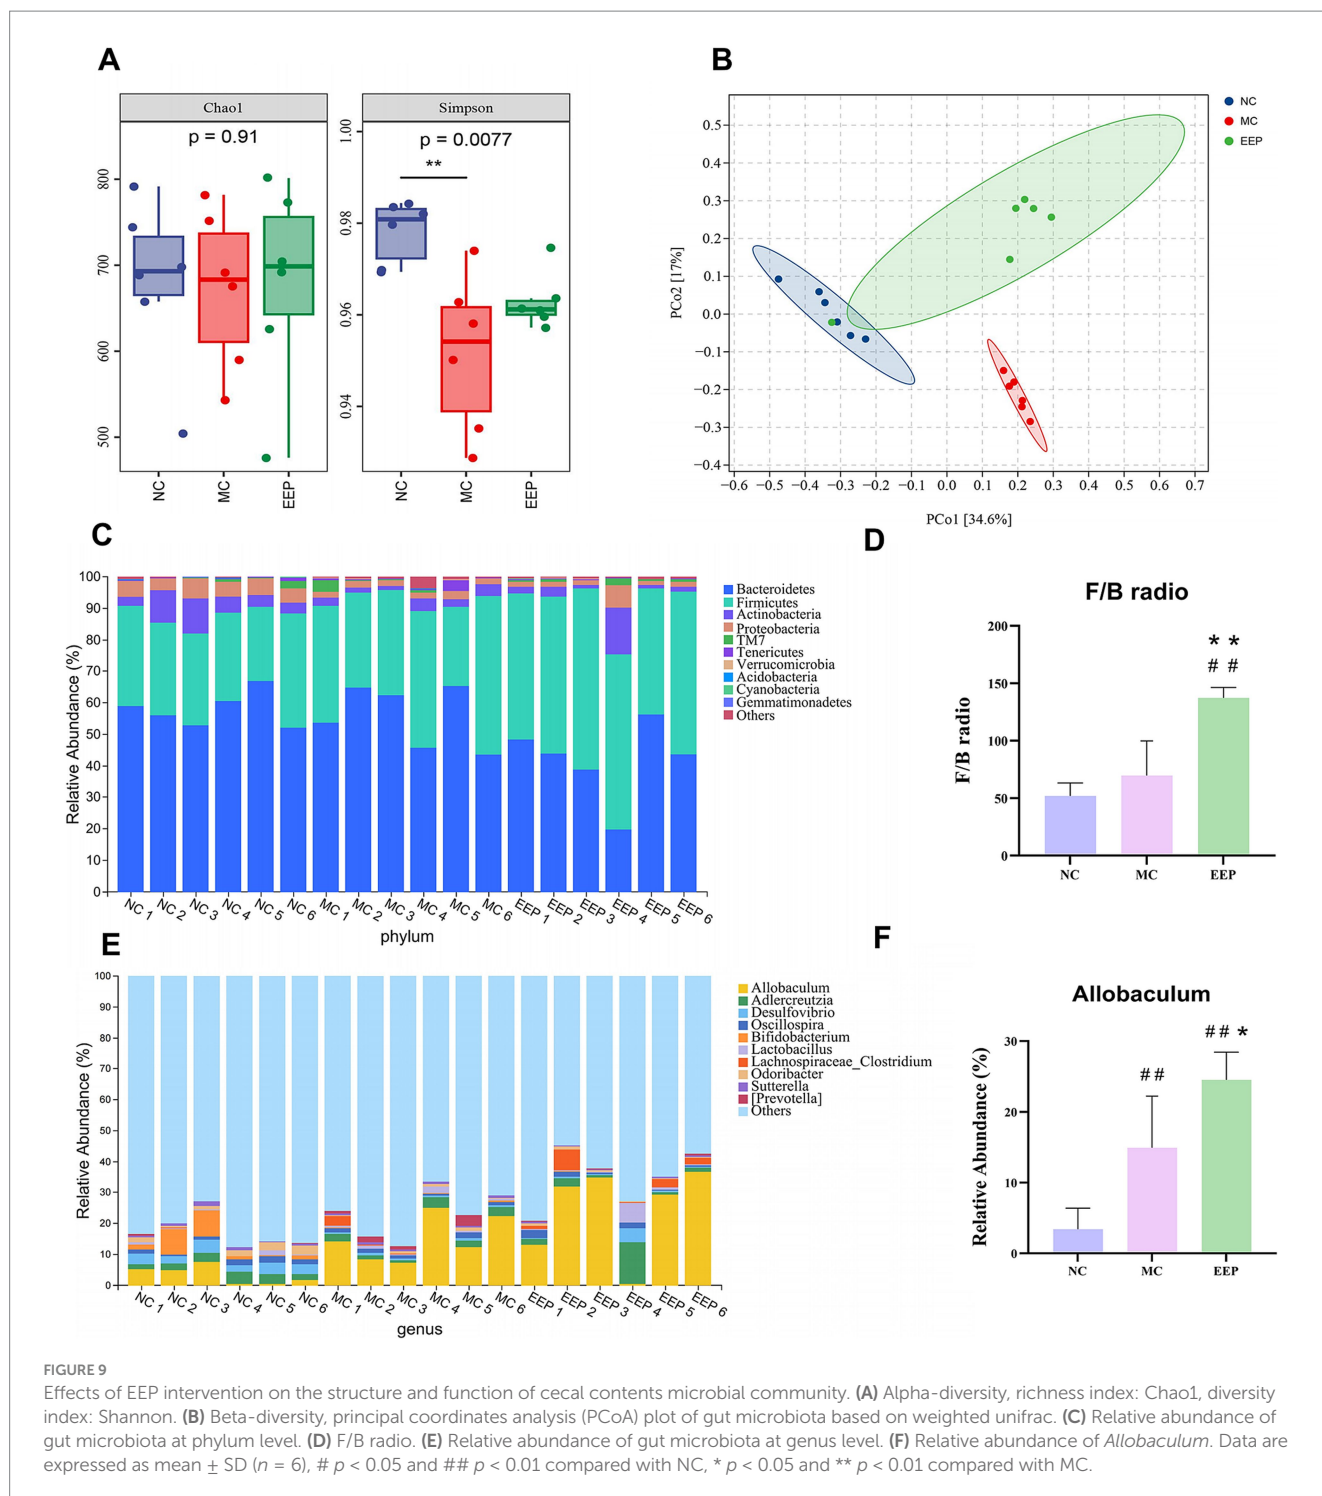 A
Chao1
p = 0.91
800
700
600
500
NC
MC
EEP
Simpson
p = 0.0077
**
1.00
0.98
0.96
0.94
NC
MC
EEP
B
NC
MC
EEP
PCo2 [17%]
0.5
0.4
0.3
0.2
0.1
0.0
−0.1
−0.2
−0.3
−0.4
−0.6 −0.5 −0.4 −0.3 −0.2 −0.1 0.0 0.1 0.2 0.3 0.4 0.5 0.6 0.7
PCo1 [34.6%]
C
Relative Abundance (%)
100
90
80
70
60
50
40
30
20
10
0
NC 1 NC 2 NC 3 NC 4 NC 5 NC 6 MC 1 MC 2 MC 3 MC 4 MC 5 MC 6 EEP 1 EEP 2 EEP 3 EEP 4 EEP 5 EEP 6
phylum
Bacteroidetes
Firmicutes
Actinobacteria
Proteobacteria
TM7
Tenericutes
Verrucomicrobia
Acidobacteria
Cyanobacteria
Gemmatimonadetes
Others
D
F/B radio
F/B radio
200
150
100
50
0
* *
# #
NC MC EEP
E
Relative Abundance (%)
100
90
80
70
60
50
40
30
20
10
0
NC 1 NC 2 NC 3 NC 4 NC 5 NC 6 MC 1 MC 2 MC 3 MC 4 MC 5 MC 6 EEP 1 EEP 2 EEP 3 EEP 4 EEP 5 EEP 6
genus
Allobaculum
Adlercreutzia
Desulfovibrio
Oscillospira
Bifidobacterium
Lactobacillus
Lachnospiraceae_Clostridium
Odoribacter
Sutterella
[Prevotella]
Others
F
Allobaculum
Relative Abundance (%)
30
20
10
0
# #
# # *
NC MC EEP
FIGURE 9
Effects of EEP intervention on the structure and function of cecal contents microbial community. (A) Alpha-diversity, richness index: Chao1, diversity
index: Shannon. (B) Beta-diversity, principal coordinates analysis (PCoA) plot of gut microbiota based on weighted unifrac. (C) Relative abundance of
gut microbiota at phylum level. (D) F/B radio. (E) Relative abundance of gut microbiota at genus level. (F) Relative abundance of Allobaculum. Data are
expressed as mean ± SD (n = 6), # p < 0.05 and ## p < 0.01 compared with NC, * p < 0.05 and ** p < 0.01 compared with MC.